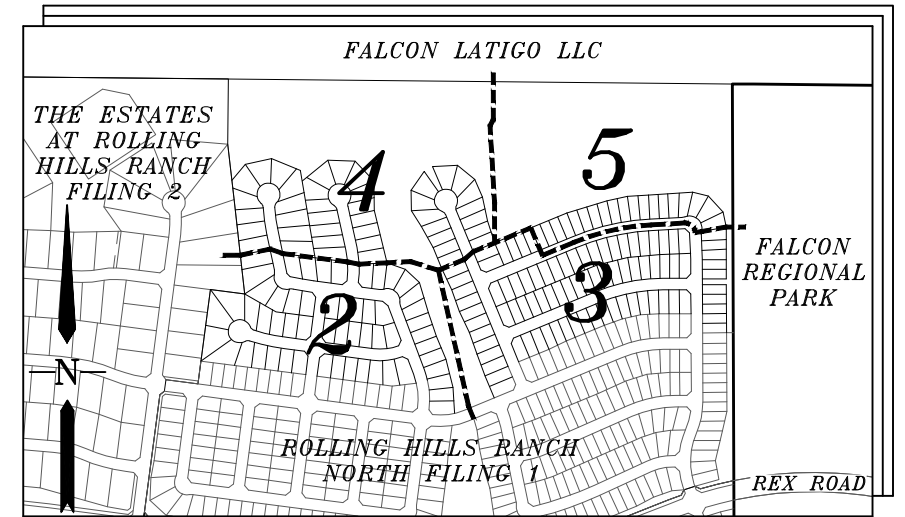 FALCON LATIGO LLC
THE ESTATES
AT ROLLING
HILLS RANCH
FILING 2
4
5
FALCON
REGIONAL
PARK
2
3
N
ROLLING HILLS RANCH
NORTH FILING 1
REX ROAD